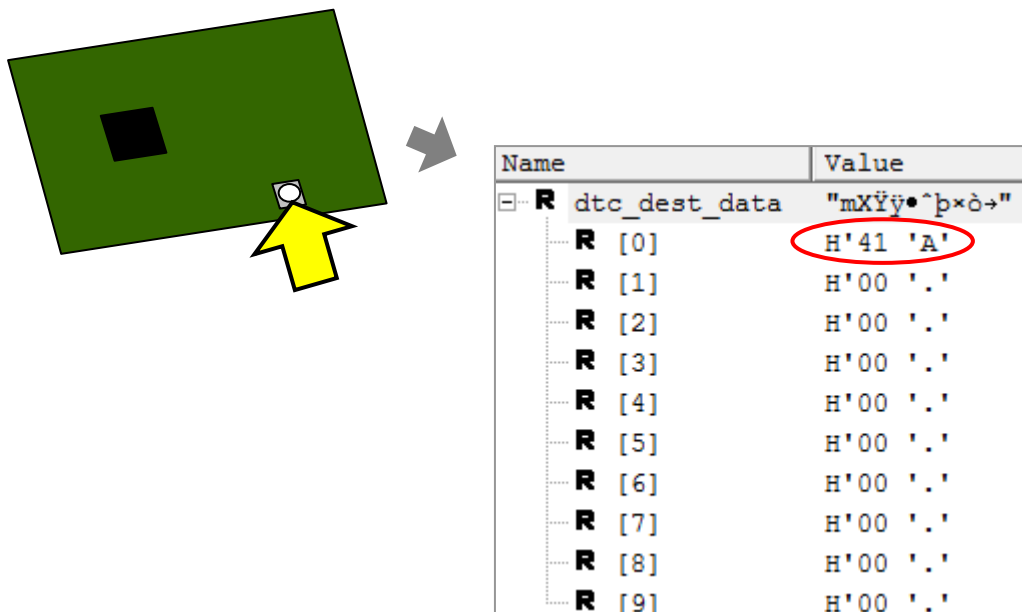 Name Value
R dtc_dest_data "mXŸÿ•ˆþ×ò→"
R [0] H'41 'A'
R [1] H'00 '.'
R [2] H'00 '.'
R [3] H'00 '.'
R [4] H'00 '.'
R [5] H'00 '.'
R [6] H'00 '.'
R [7] H'00 '.'
R [8] H'00 '.'
R [9] H'00 '.'